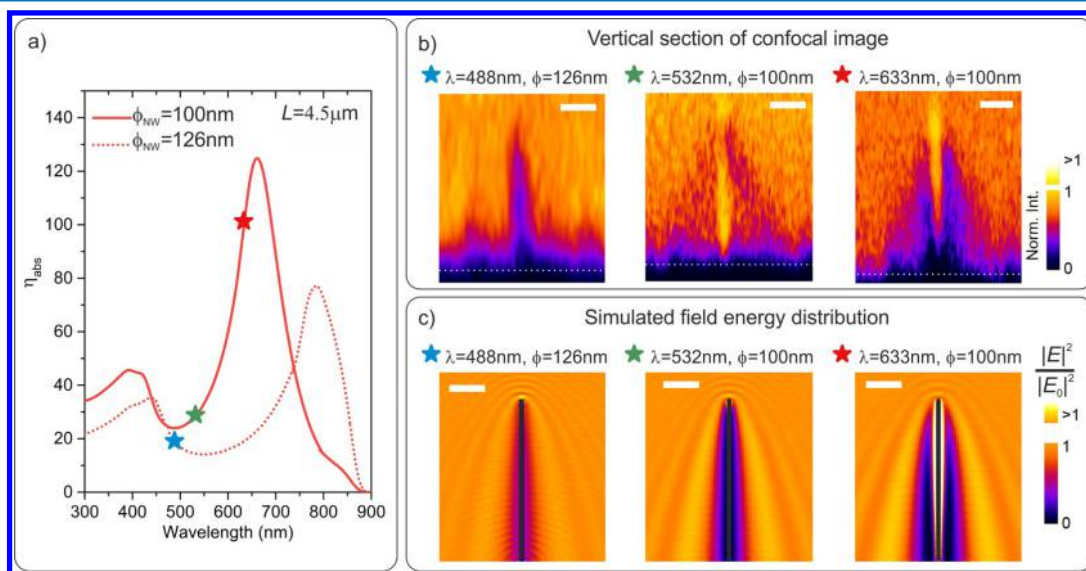 a)
ηabs
140
120
100
80
60
40
20
0
ϕNW=100nm
ϕNW=126nm
L=4.5μm
300 400 500 600 700 800 900
Wavelength (nm)
b)
Vertical section of confocal image
λ=488nm, ϕ=126nm
λ=532nm, ϕ=100nm
λ=633nm, ϕ=100nm
Norm. Int.
>1
1
0
c)
Simulated field energy distribution
λ=488nm, ϕ=126nm
λ=532nm, ϕ=100nm
λ=633nm, ϕ=100nm
|E|²
|E₀|²
>1
1
0